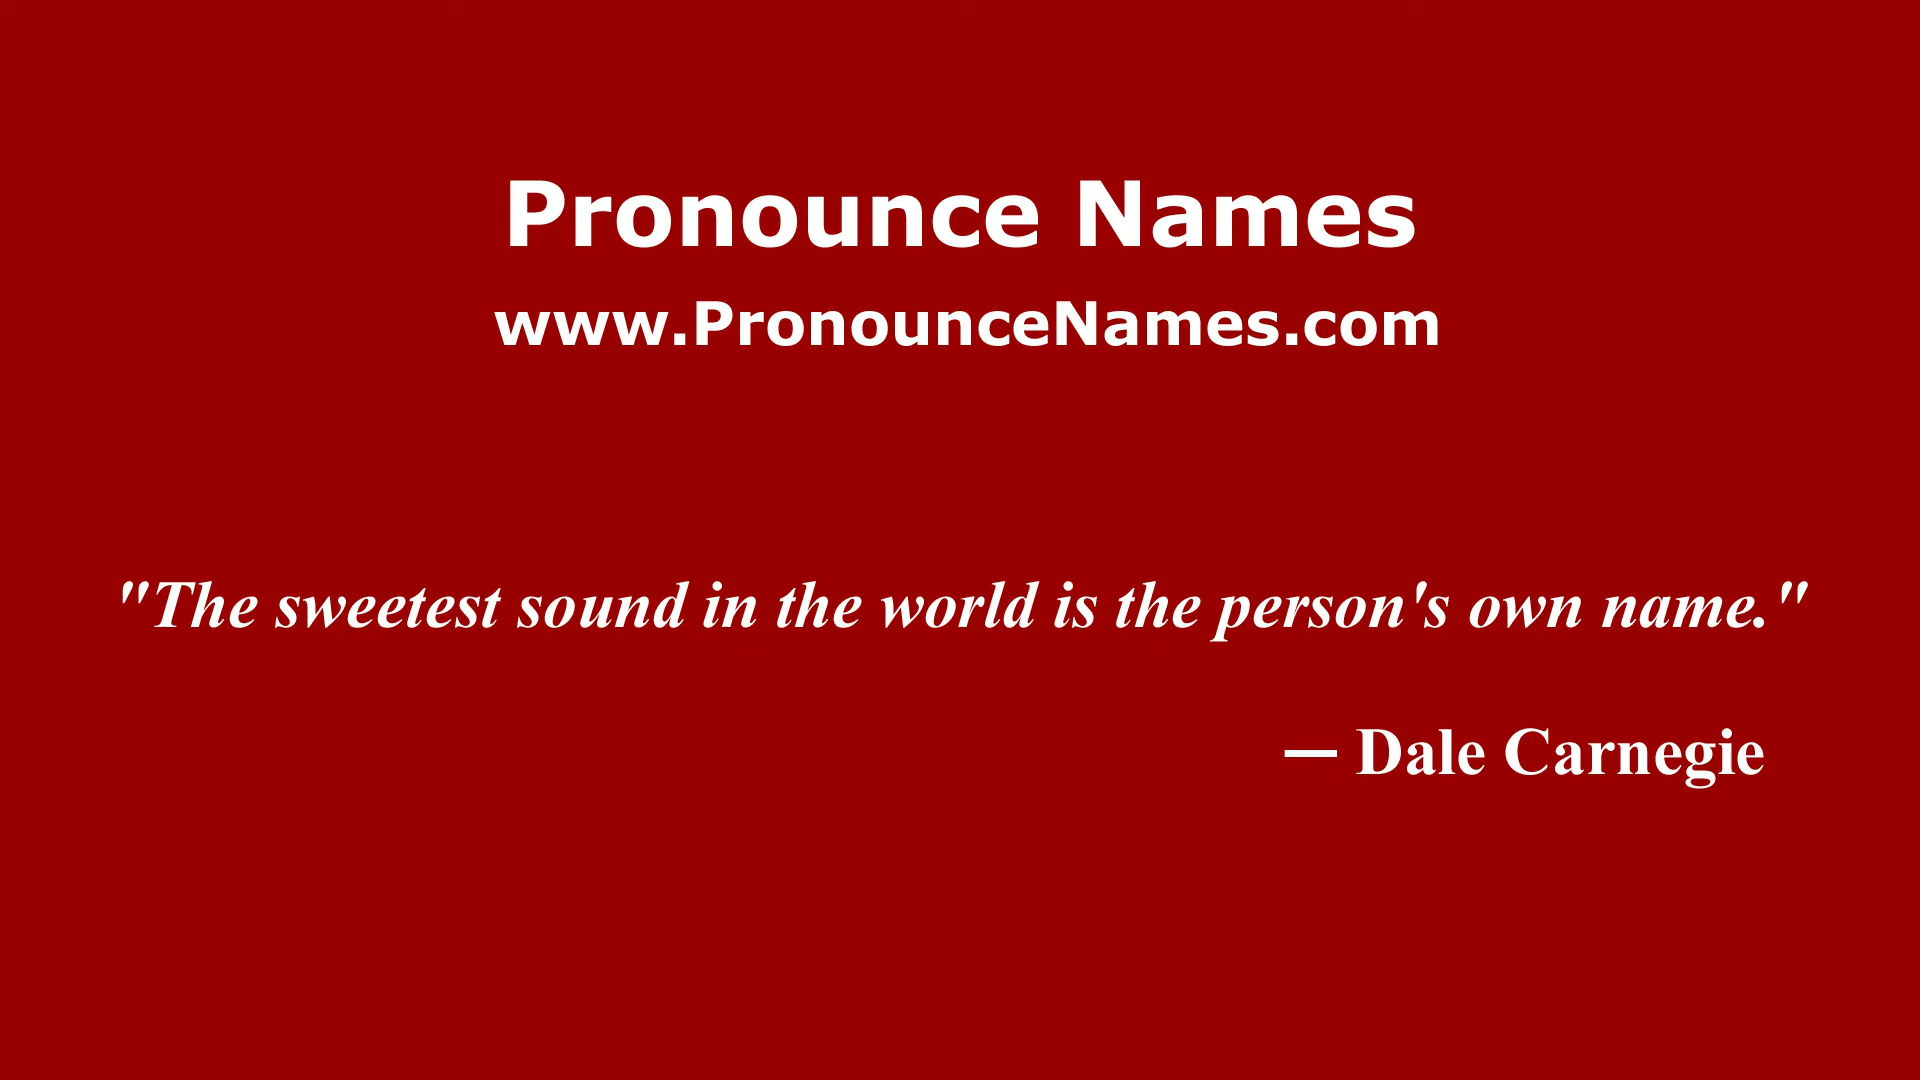 Pronounce Names
www.PronounceNames.com
"The sweetest sound in the world is the person's own name."
— Dale Carnegie